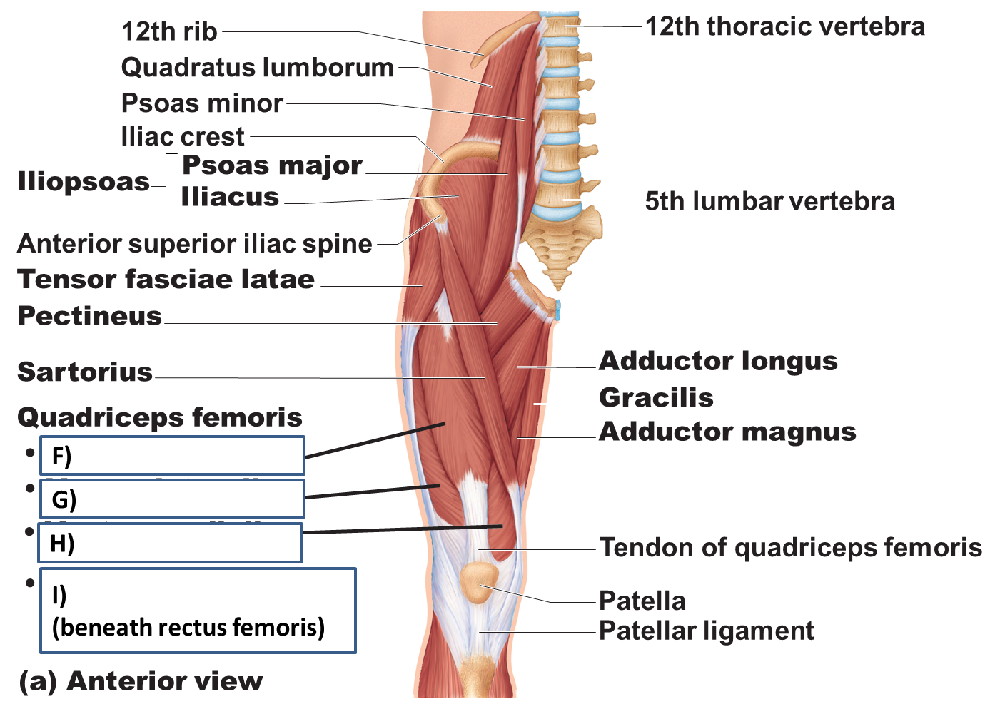 12th rib
Quadratus lumborum
Psoas minor
Iliac crest
Iliopsoas
Psoas major
Iliacus
Anterior superior iliac spine
Tensor fasciae latae
Pectineus
Sartorius
Quadriceps femoris
• F)
• G)
• H)
• I)
(beneath rectus femoris)
(a) Anterior view
12th thoracic vertebra
5th lumbar vertebra
Adductor longus
Gracilis
Adductor magnus
Tendon of quadriceps femoris
Patella
Patellar ligament